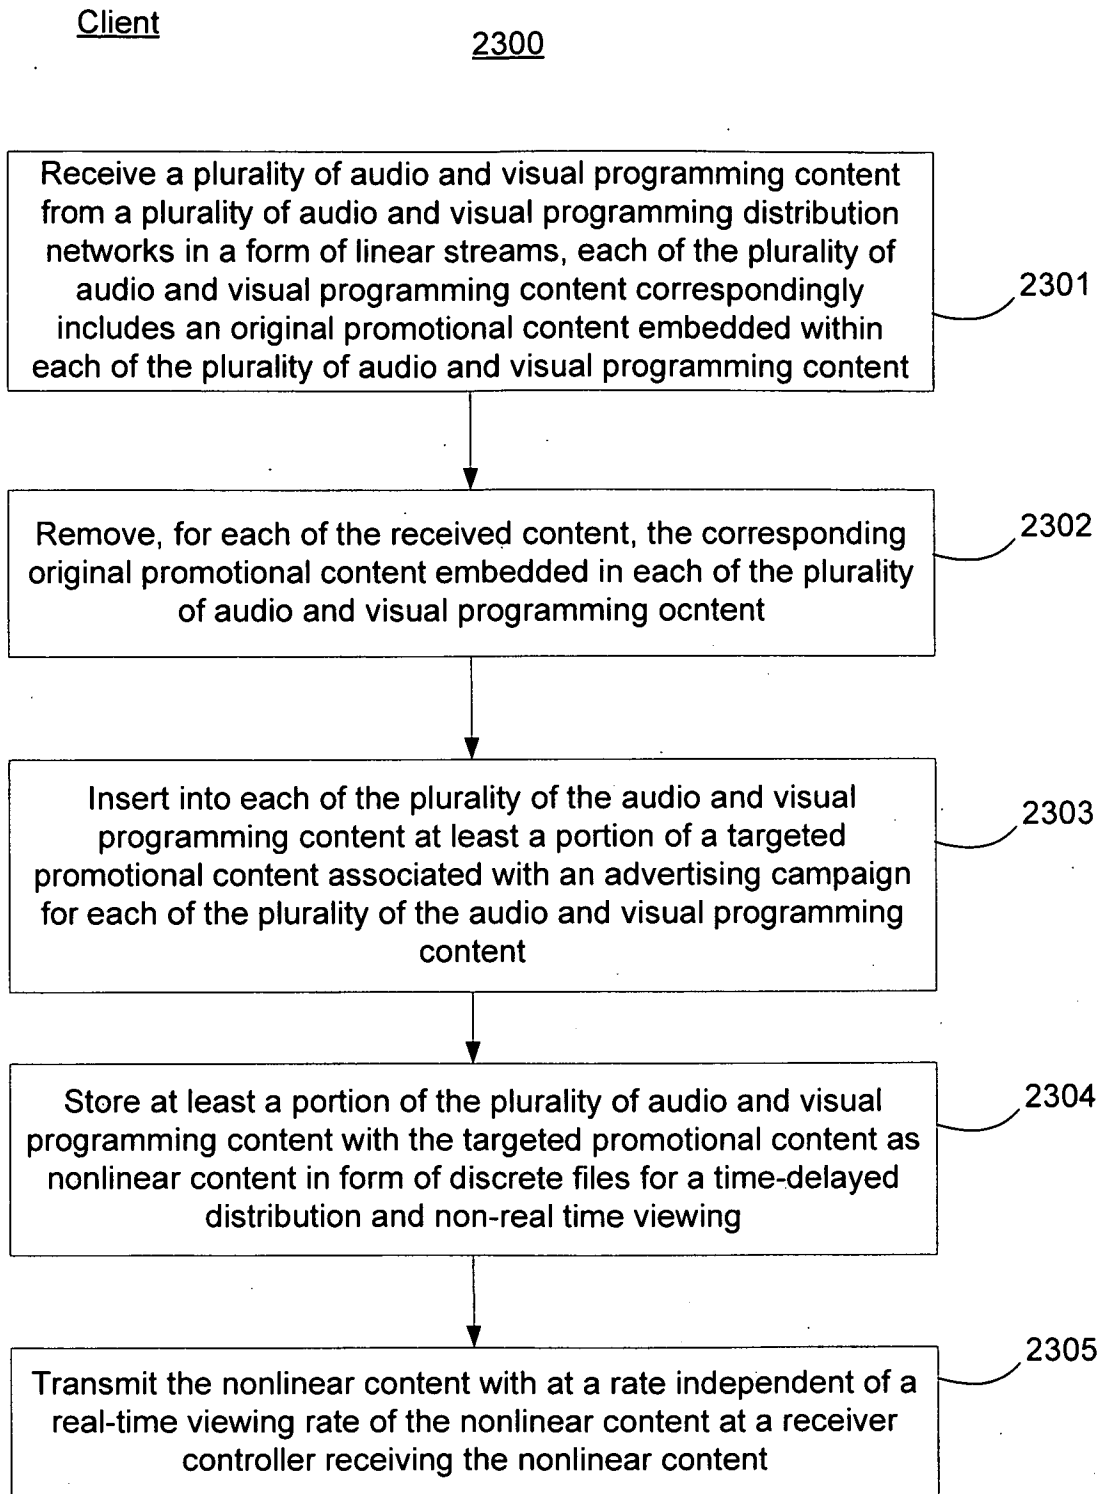 Client
2300
Receive a plurality of audio and visual programming content
from a plurality of audio and visual programming distribution
networks in a form of linear streams, each of the plurality of
audio and visual programming content correspondingly
includes an original promotional content embedded within
each of the plurality of audio and visual programming content
2301
Remove, for each of the received content, the corresponding
original promotional content embedded in each of the plurality
of audio and visual programming ocntent
2302
Insert into each of the plurality of the audio and visual
programming content at least a portion of a targeted
promotional content associated with an advertising campaign
for each of the plurality of the audio and visual programming
content
2303
Store at least a portion of the plurality of audio and visual
programming content with the targeted promotional content as
nonlinear content in form of discrete files for a time-delayed
distribution and non-real time viewing
2304
Transmit the nonlinear content with at a rate independent of a
real-time viewing rate of the nonlinear content at a receiver
controller receiving the nonlinear content
2305